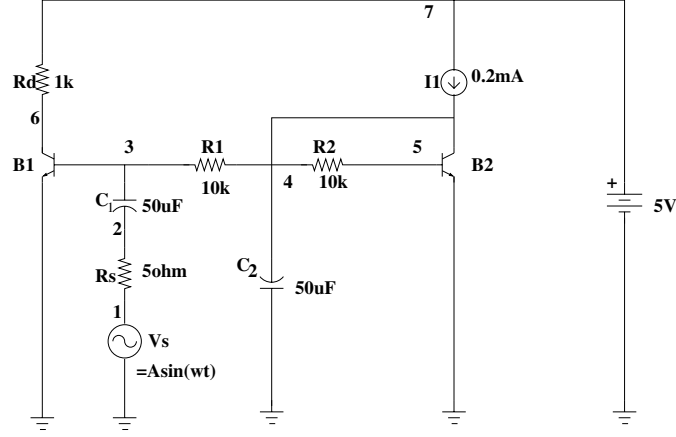 7
Rd 1k
I1 0.2mA
6
3
R1
R2
5
B1
B2
10k
4
10k
+
5V
C1 50uF
2
C2
50uF
Rs 5ohm
1
Vs
=Asin(wt)